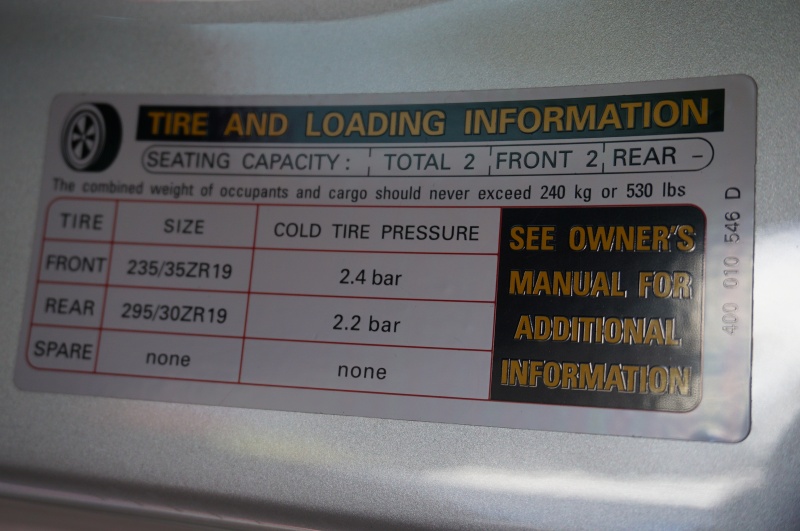 TIRE AND LOADING INFORMATION
SEATING CAPACITY: TOTAL 2 FRONT 2 REAR –
The combined weight of occupants and cargo should never exceed 240 kg or 530 lbs
TIRE SIZE COLD TIRE PRESSURE
FRONT 235/35ZR19 2.4 bar
REAR 295/30ZR19 2.2 bar
SPARE none none
SEE OWNER'S
MANUAL FOR
ADDITIONAL
INFORMATION
400 010 546 D